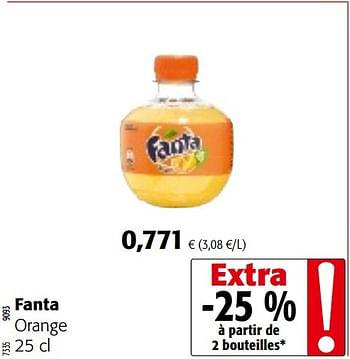 Fanta
0,771 € (3,08 €/L)
9093
7335
Fanta
Orange
25 cl
Extra
-25 %
à partir de
2 bouteilles*
!